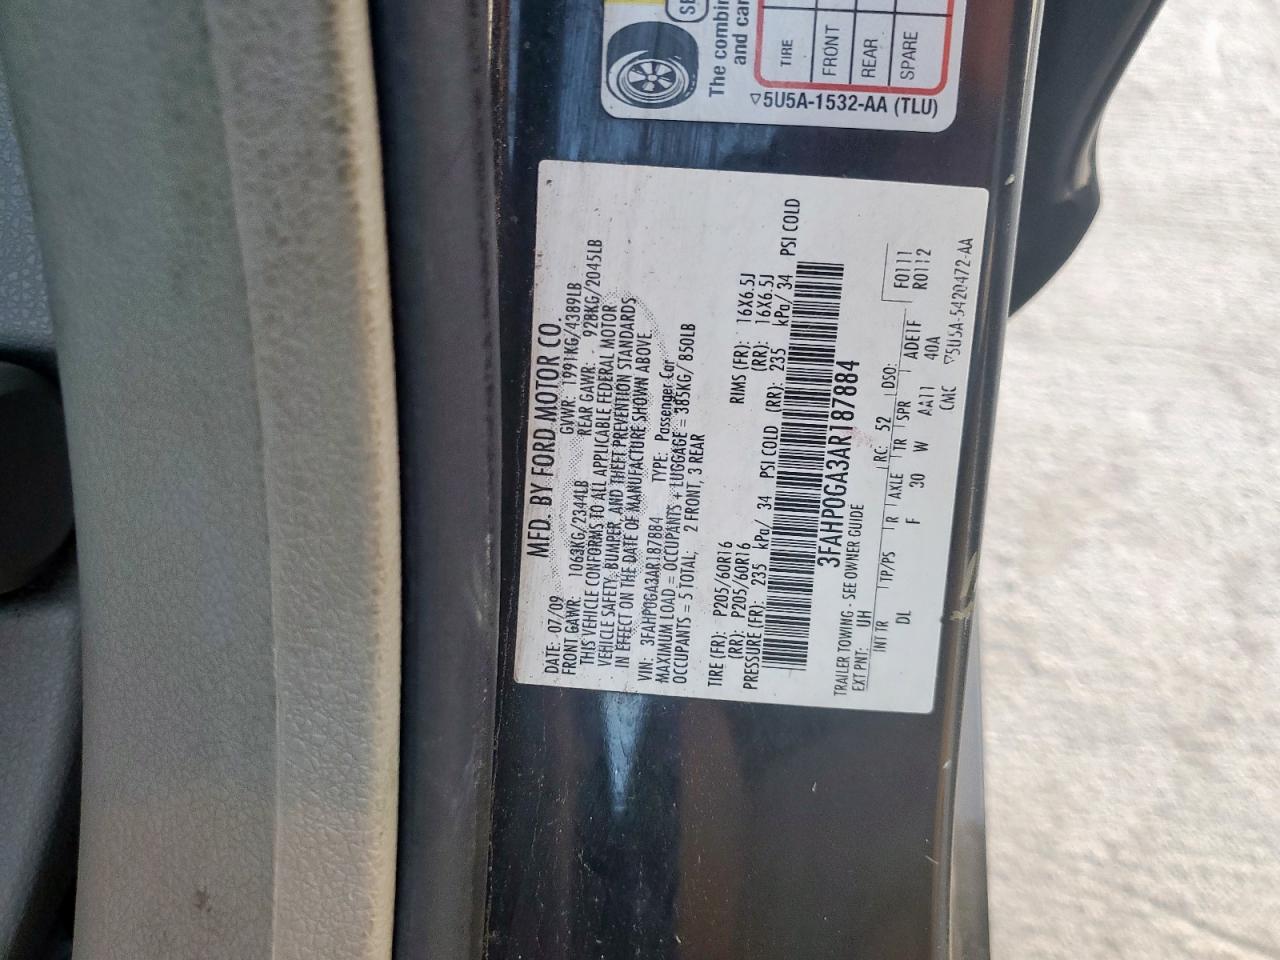 SE
The combin
and car
TIRE
FRONT
REAR
SPARE
▽5U5A-1532-AA (TLU)
MFD. BY FORD MOTOR CO.
DATE: 07/09 GVWR: 1991KG/4389LB
FRONT GAWR: 1063KG/2344LB REAR GAWR: 928KG/2045LB
THIS VEHICLE CONFORMS TO ALL APPLICABLE FEDERAL MOTOR
VEHICLE SAFETY, BUMPER, AND THEFT PREVENTION STANDARDS
IN EFFECT ON THE DATE OF MANUFACTURE SHOWN ABOVE.
VIN: 3FAHP0GA3AR187884 TYPE: Passenger Car
MAXIMUM LOAD = OCCUPANTS + LUGGAGE = 385KG/ 850LB
OCCUPANTS = 5 TOTAL; 2 FRONT, 3 REAR
TIRE (FR): P205/60R16 RIMS (FR): 16X6.5J
(RR): P205/60R16 (RR): 16X6.5J
PRESSURE (FR): 235 kPa/ 34 PSI COLD (RR): 235 kPa/ 34 PSI COLD
3FAHP0GA3AR187884
TRAILER TOWING - SEE OWNER GUIDE
EXT PNT: UH RC: 52 DSO: F0111
R0112
INT TR TP/PS R AXLE TR SPR ADE1F
DL F 30 W AA11 40A
CMC ▽5U5A-5420472-AA